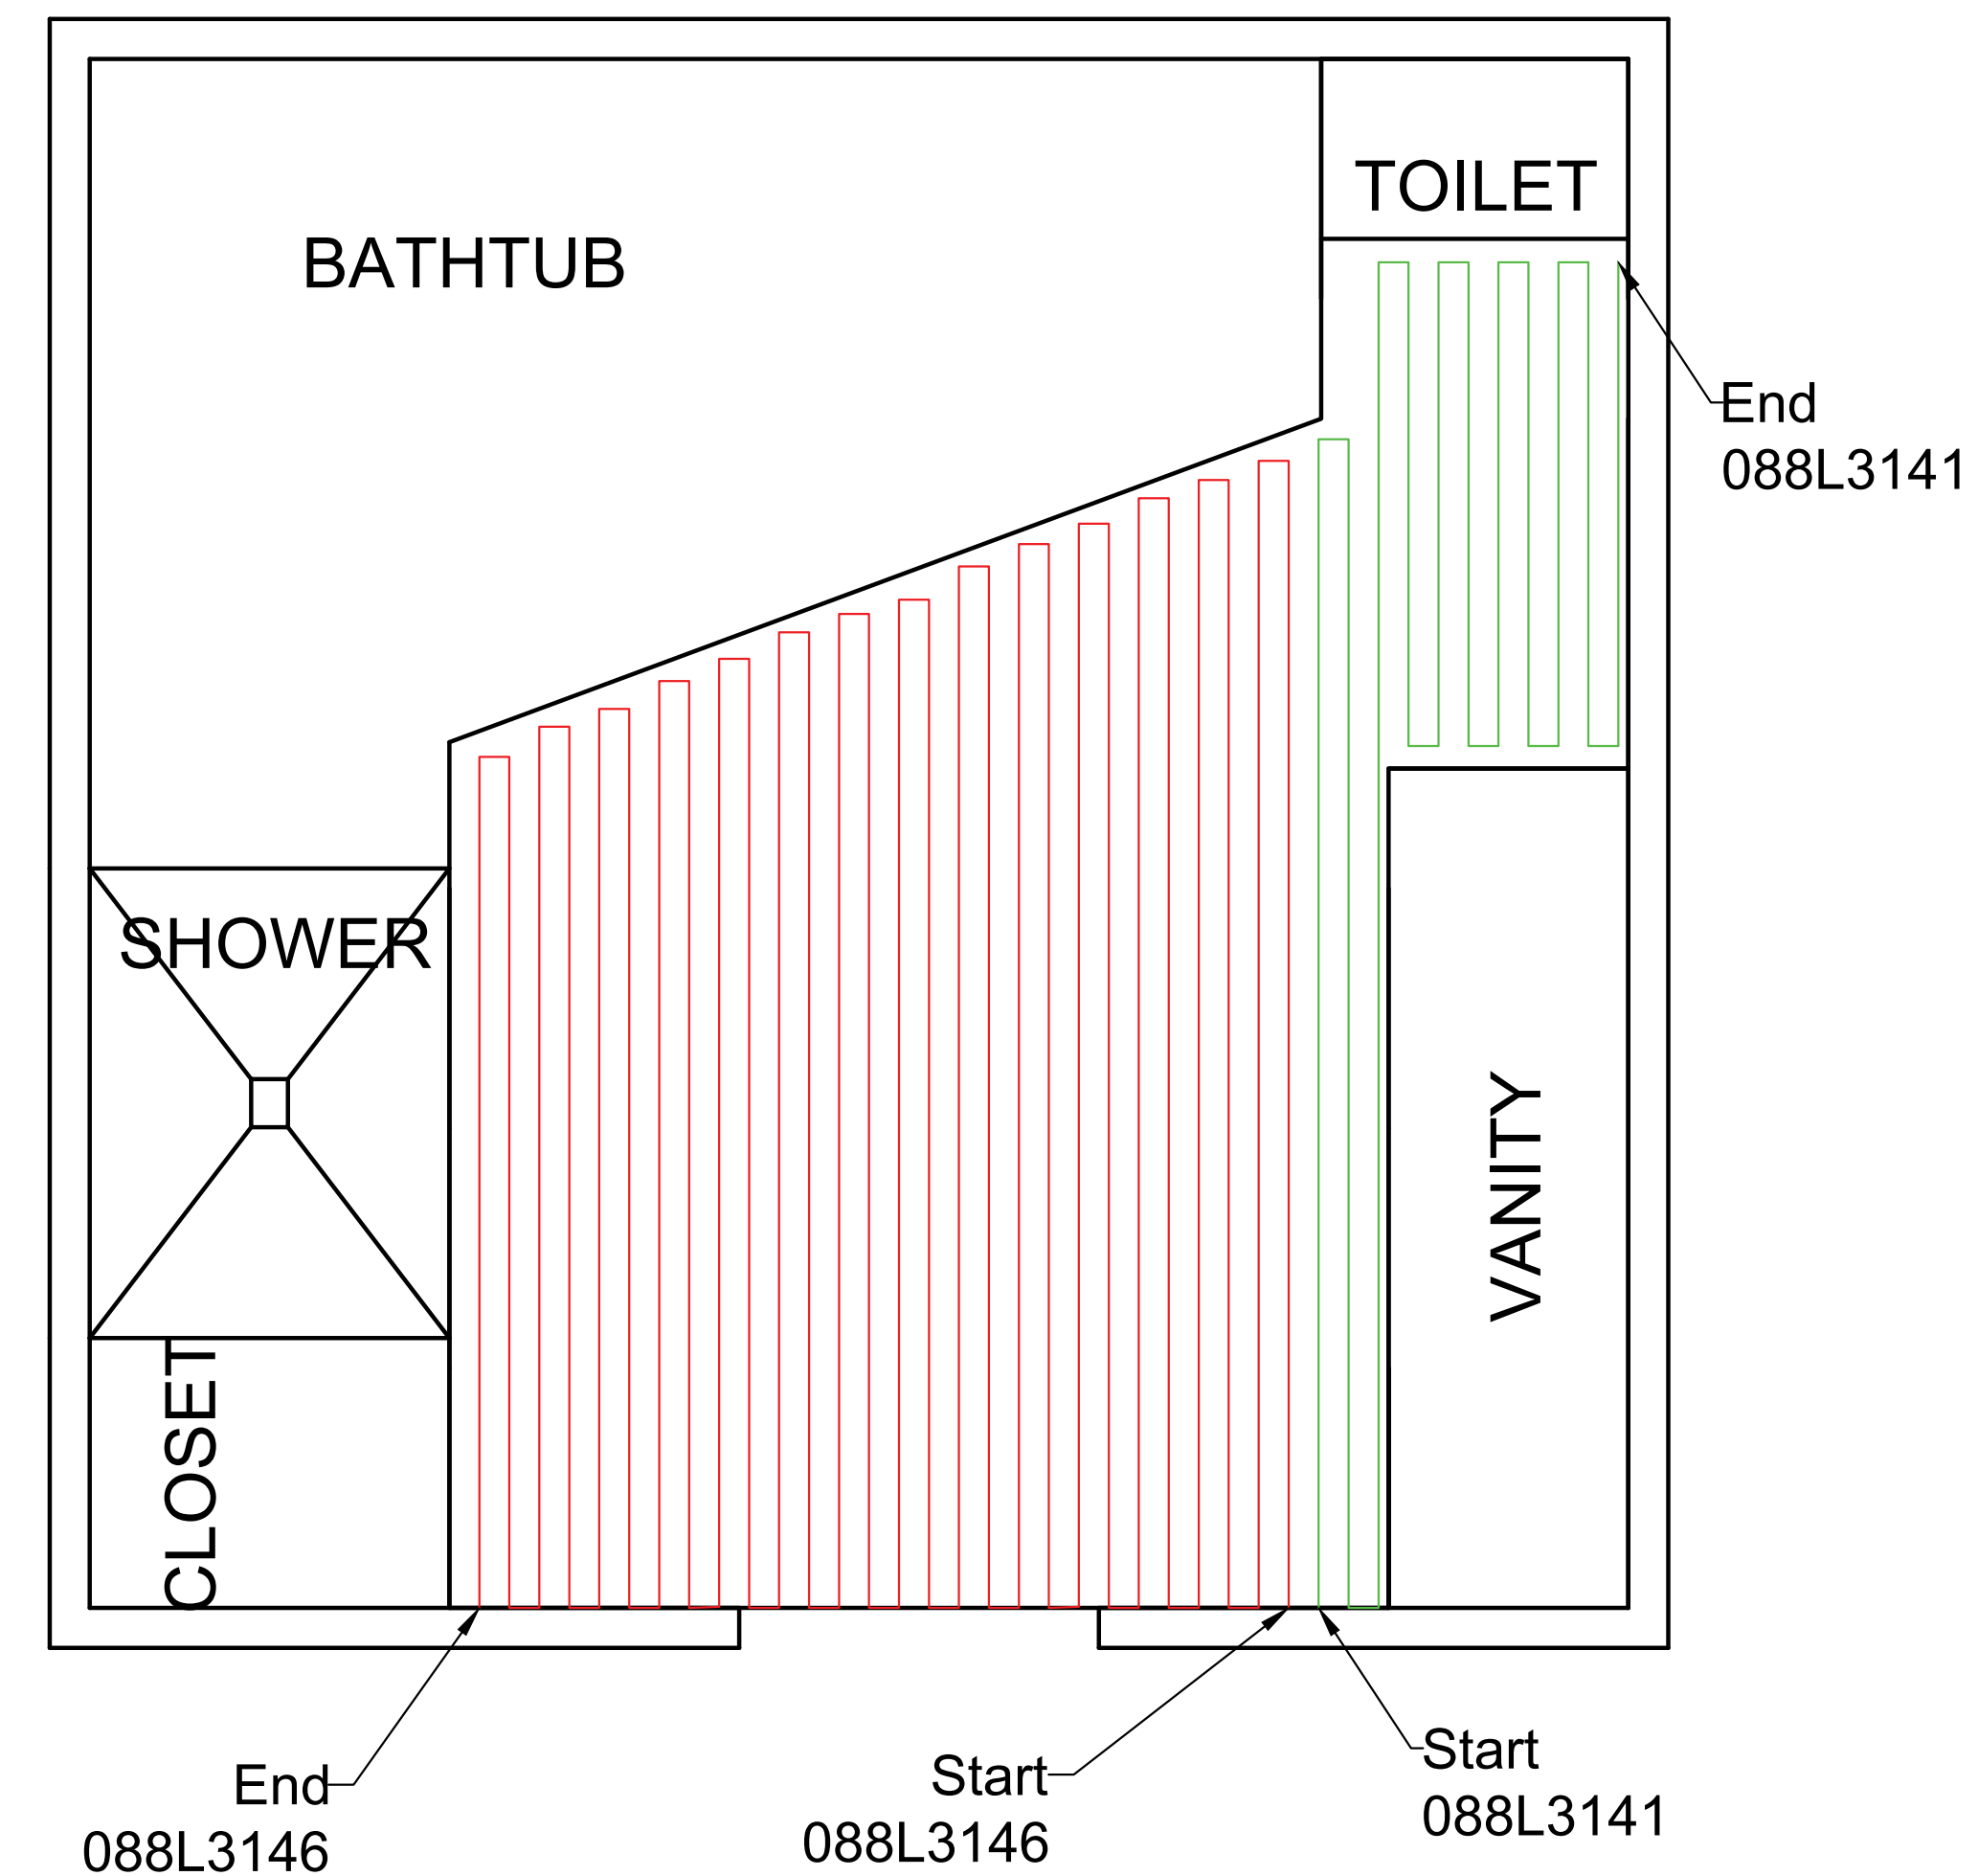 TOILET
BATHTUB
End
088L3141
SHOWER
VANITY
CLOSET
Start
088L3141
Start
088L3146
End
088L3146